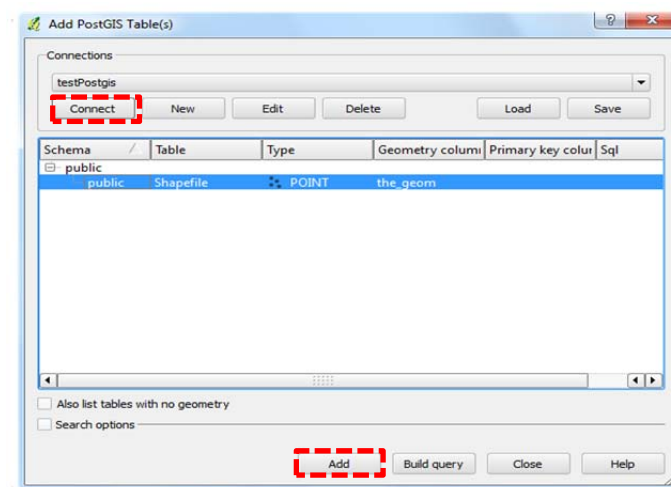 Add PostGIS Table(s)
Connections
testPostgis
Connect New Edit Delete Load Save
Schema Table Type Geometry colum Primary key colur Sql
public
public Shapefile POINT the_geom
Also list tables with no geometry
Search options
Add Build query Close Help